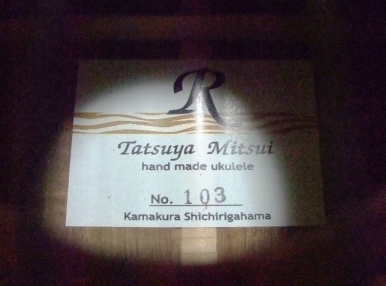 R
Tatsuya Mitsui
hand made ukulele
No. 103
Kamakura Shichirigahama